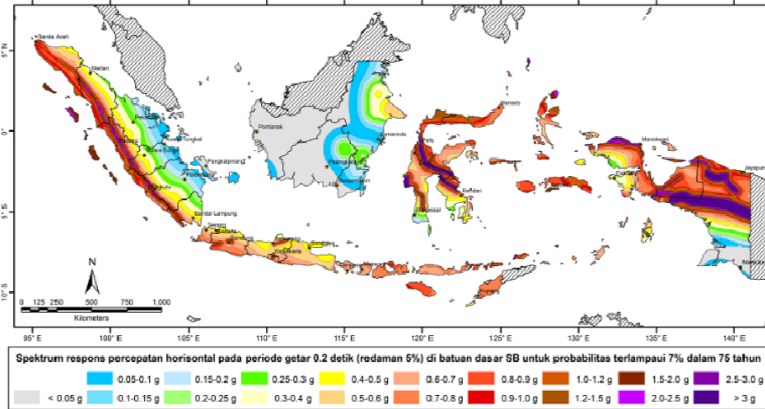 Banda Aceh
Medan
5° N
Pontianak
Manado
0°
Samarinda
Palu
Manokwari
Pangkalpinang
Jayapura
Kendari
Bandar Lampung
5° S
Serang
N
10° S
0 125 250 500 750 1.000
Kilometers
95° E 100° E 105° E 110° E 115° E 120° E 125° E 130° E 135° E 140° E
Spektrum respons percepatan horisontal pada periode getar 0.2 detik (redaman 5%) di batuan dasar SB untuk probabilitas terlampaui 7% dalam 75 tahun
0.05-0.1 g 0.15-0.2 g 0.25-0.3 g 0.4-0.5 g 0.6-0.7 g 0.8-0.9 g 1.0-1.2 g 1.5-2.0 g 2.5-3.0 g
< 0.05 g 0.1-0.15 g 0.2-0.25 g 0.3-0.4 g 0.5-0.6 g 0.7-0.8 g 0.9-1.0 g 1.2-1.5 g 2.0-2.5 g > 3 g